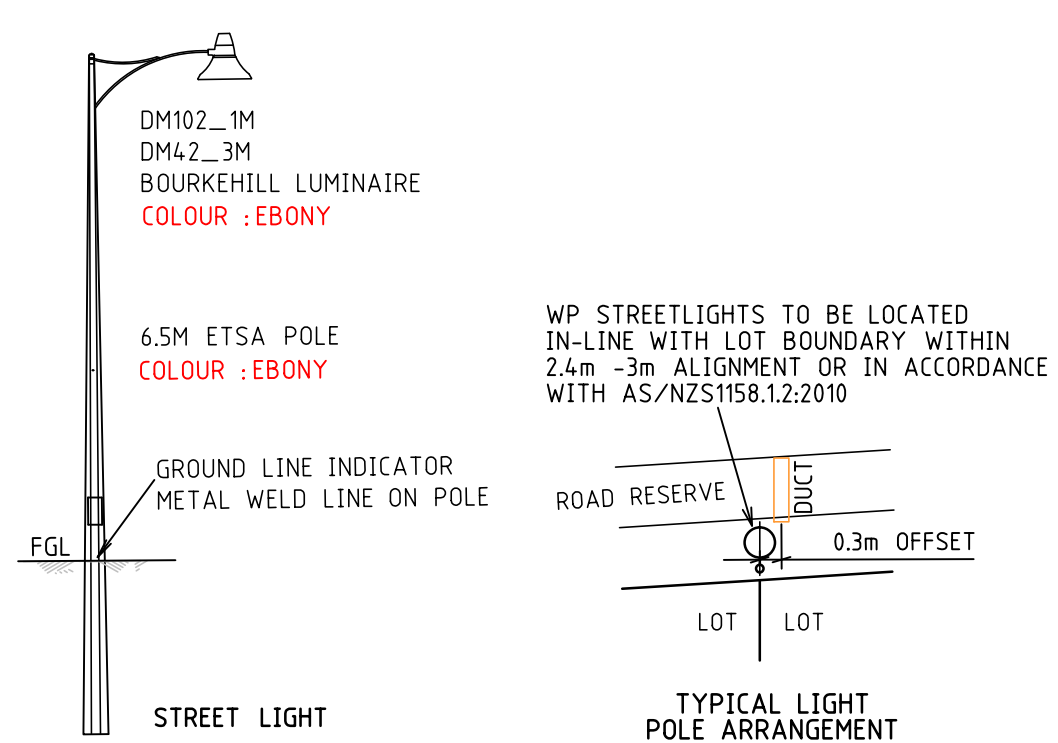 DM102_1M
DM42_3M
BOURKEHILL LUMINAIRE
COLOUR :EBONY
6.5M ETSA POLE
COLOUR :EBONY
GROUND LINE INDICATOR
METAL WELD LINE ON POLE
FGL
STREET LIGHT
WP STREETLIGHTS TO BE LOCATED
IN-LINE WITH LOT BOUNDARY WITHIN
2.4m -3m ALIGNMENT OR IN ACCORDANCE
WITH AS/NZS1158.1.2:2010
ROAD RESERVE
DUCT
0.3m OFFSET
LOT
LOT
TYPICAL LIGHT
POLE ARRANGEMENT